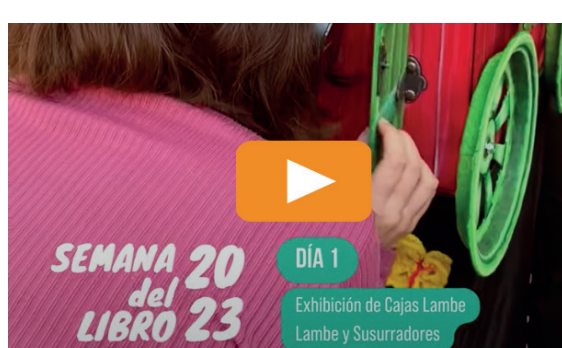 SEMANA 20
del
LIBRO 23
DÍA 1
Exhibición de Cajas Lambe
Lambe y Susurradores